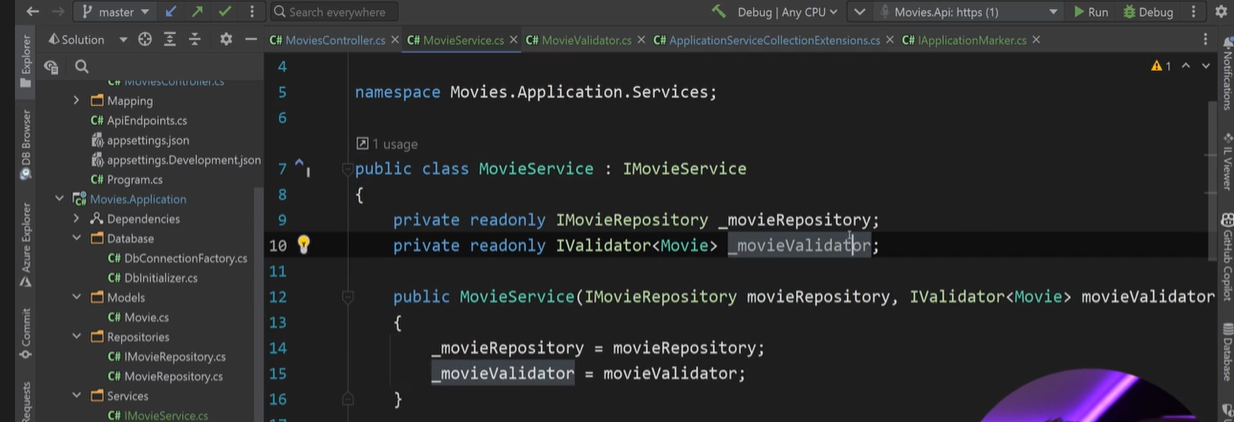 master
Search everywhere
Debug | Any CPU
Movies.Api: https (1)
Run
Debug
Solution
C# MoviesController.cs
C# MovieService.cs
C# MovieValidator.cs
C# ApplicationServiceCollectionExtensions.cs
C# IApplicationMarker.cs
Explorer
DB Browser
Azure Explorer
Commit
Requests
C# MoviesController.cs
Mapping
C# ApiEndpoints.cs
appsettings.json
appsettings.Development.json
C# Program.cs
C# Movies.Application
Dependencies
Database
C# DbConnectionFactory.cs
C# DbInitializer.cs
Models
C# Movie.cs
Repositories
C# IMovieRepository.cs
C# MovieRepository.cs
Services
C# IMovieService.cs
4
1
5 namespace Movies.Application.Services;
6
1 usage
7 public class MovieService : IMovieService
8 {
9 private readonly IMovieRepository _movieRepository;
10 private readonly IValidator<Movie> _movieValidator;
11
12 public MovieService(IMovieRepository movieRepository, IValidator<Movie> movieValidator
13 {
14 _movieRepository = movieRepository;
15 _movieValidator = movieValidator;
16 }
Notifications
IL Viewer
GitHub Copilot
Database